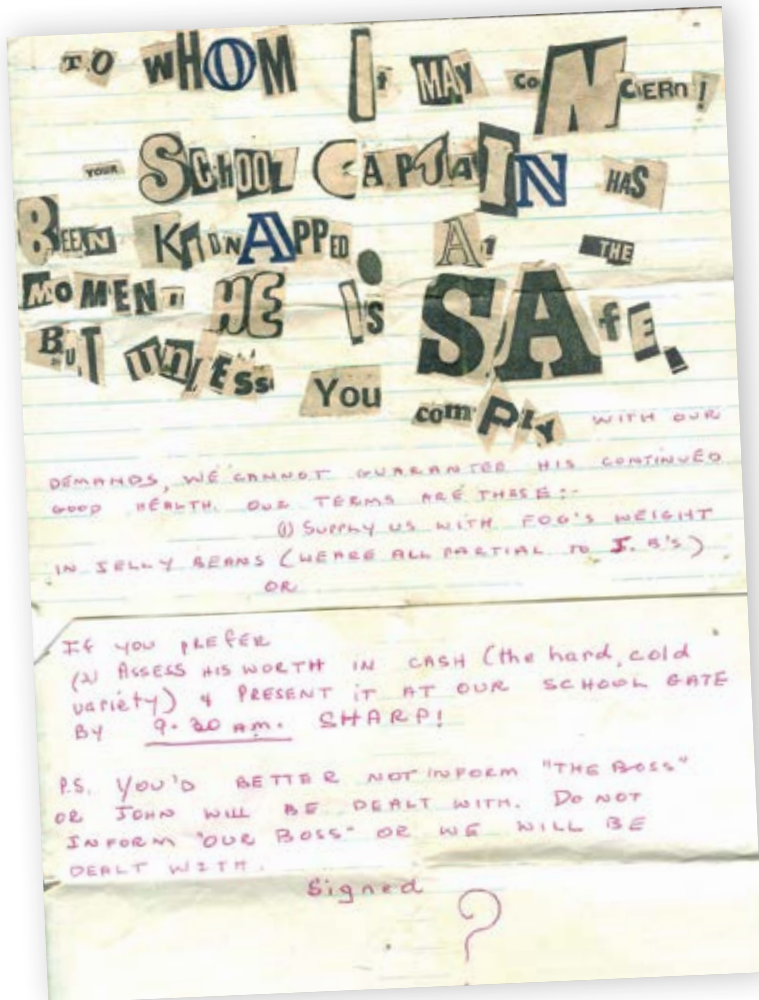 TO WHOM It MAY CoNCERn!
YOUR SCHOOL CAPTAIN HAS
BEEN KIDNAPPED. AT THE
MOMENT HE IS SAfE.
BUT UNLESS You comPLY WITH OUR
DEMANDS, WE CANNOT GUARANTEE HIS CONTINUED
GOOD HEALTH. OUR TERMS ARE THESE:-
(1) SUPPLY US WITH FOG'S WEIGHT
IN JELLY BEANS (WE ARE ALL PARTIAL TO J.B's)
OR
If YOU PREFER
(2) ASSESS HIS WORTH IN CASH (the hard, cold
variety) & PRESENT it AT OUR SCHOOL GATE
BY 9.30 AM. SHARP!
P.S. YOU'D BETTER NOT INFORM "THE BOSS"
OR JOHN WILL BE DEALT WITH. DO NOT
INFORM "OUR BOSS" OR WE WILL BE
DEALT WITH.
Signed
?